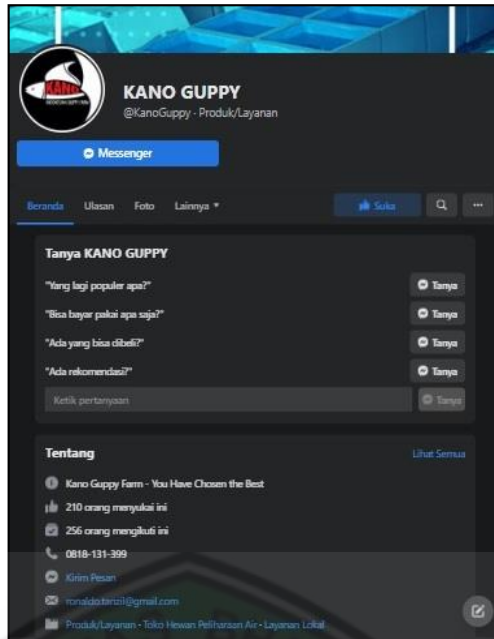 KANO
KANO GUPPY
@KanoGuppy · Produk/Layanan
Messenger
Beranda Ulasan Foto Lainnya
Suka
Tanya KANO GUPPY
"Yang lagi populer apa?" Tanya
"Bisa bayar pakai apa saja?" Tanya
"Ada yang bisa dibeli?" Tanya
"Ada rekomendasi?" Tanya
Ketik pertanyaan Tanya
Tentang Lihat Semua
Kano Guppy Farm - You Have Chosen the Best
210 orang menyukai ini
256 orang mengikuti ini
0818-131-399
Kirim Pesan
ronaldo.tanzil@gmail.com
Produk/Layanan · Toko Hewan Peliharaan Air · Layanan Lokal